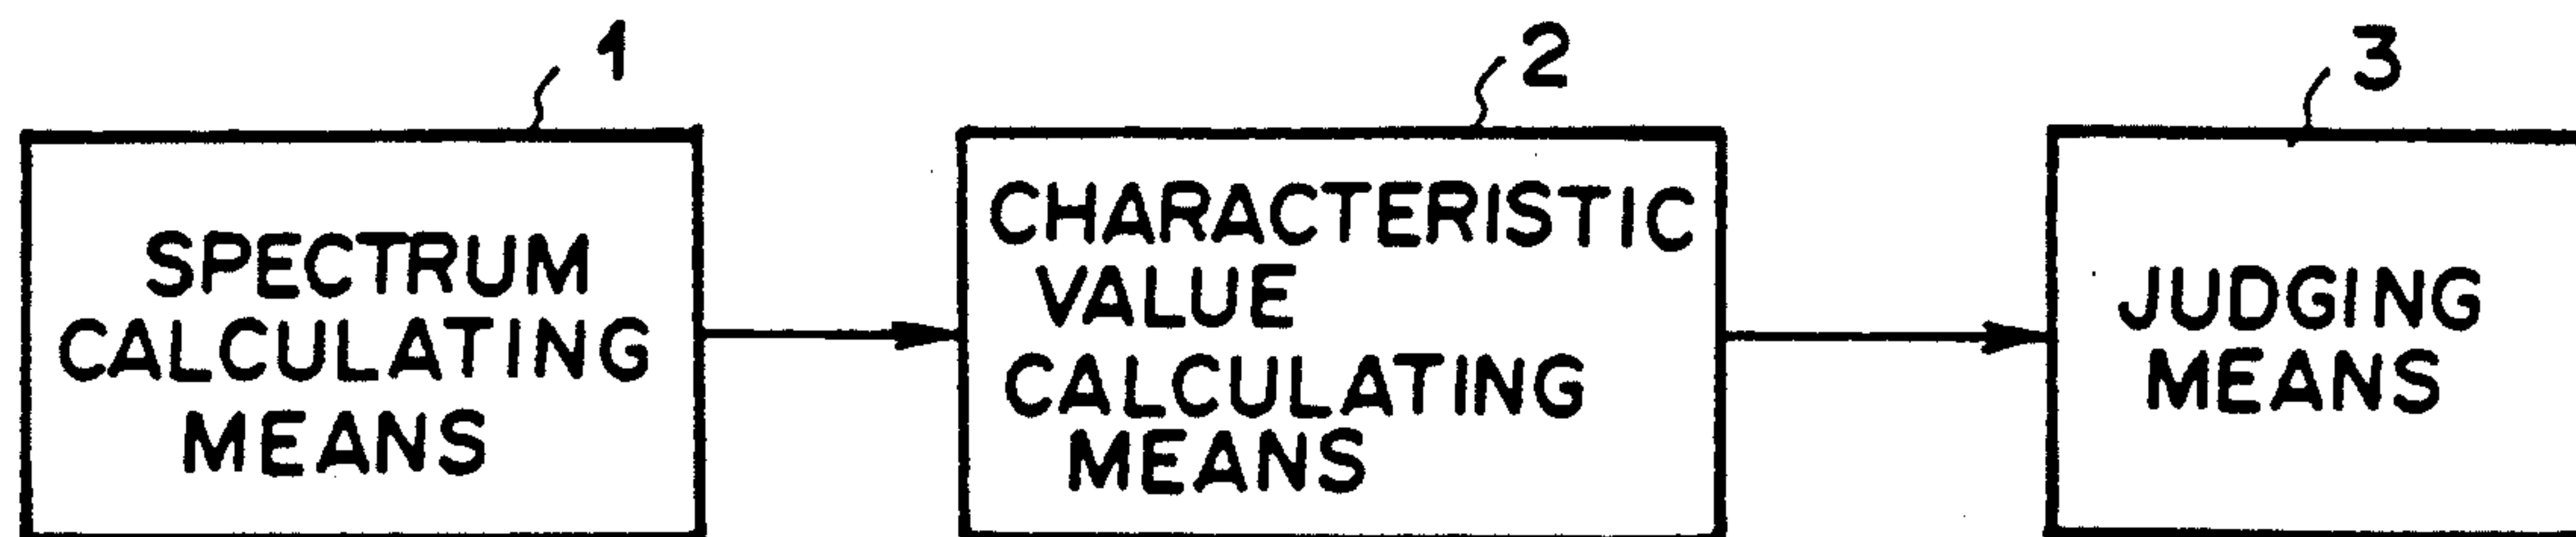 1
2
3
SPECTRUM
CALCULATING
MEANS
CHARACTERISTIC
VALUE
CALCULATING
MEANS
JUDGING
MEANS